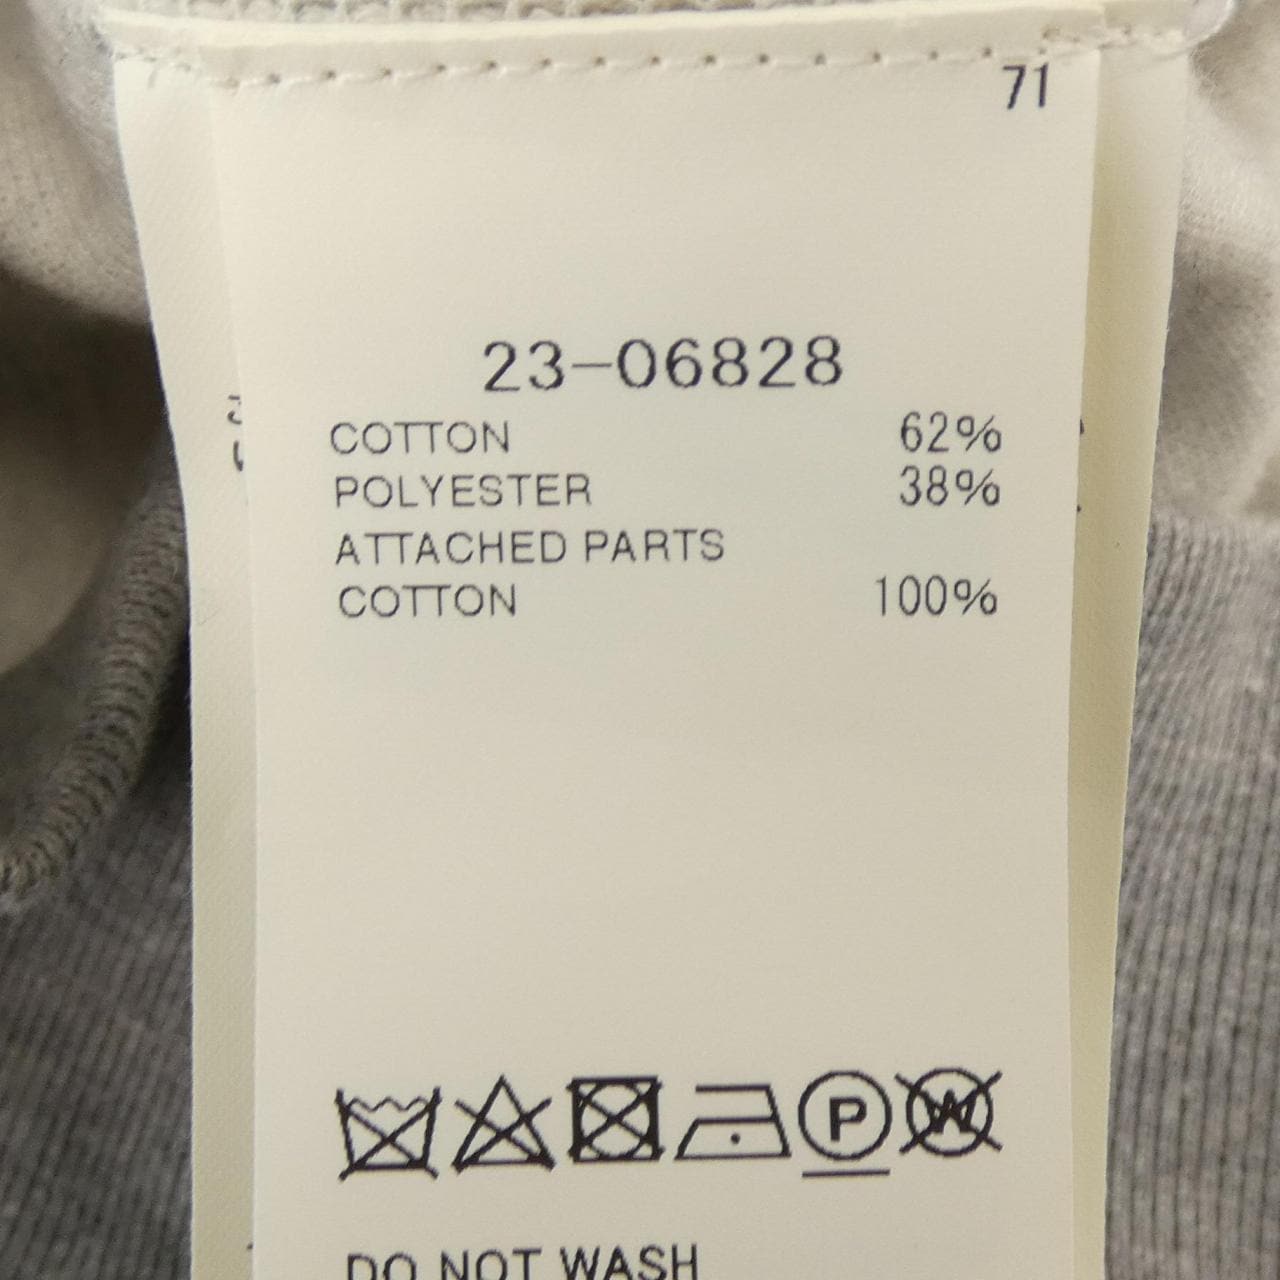 71
23-06828
COTTON 62%
POLYESTER 38%
ATTACHED PARTS
COTTON 100%
P W
DO NOT WASH